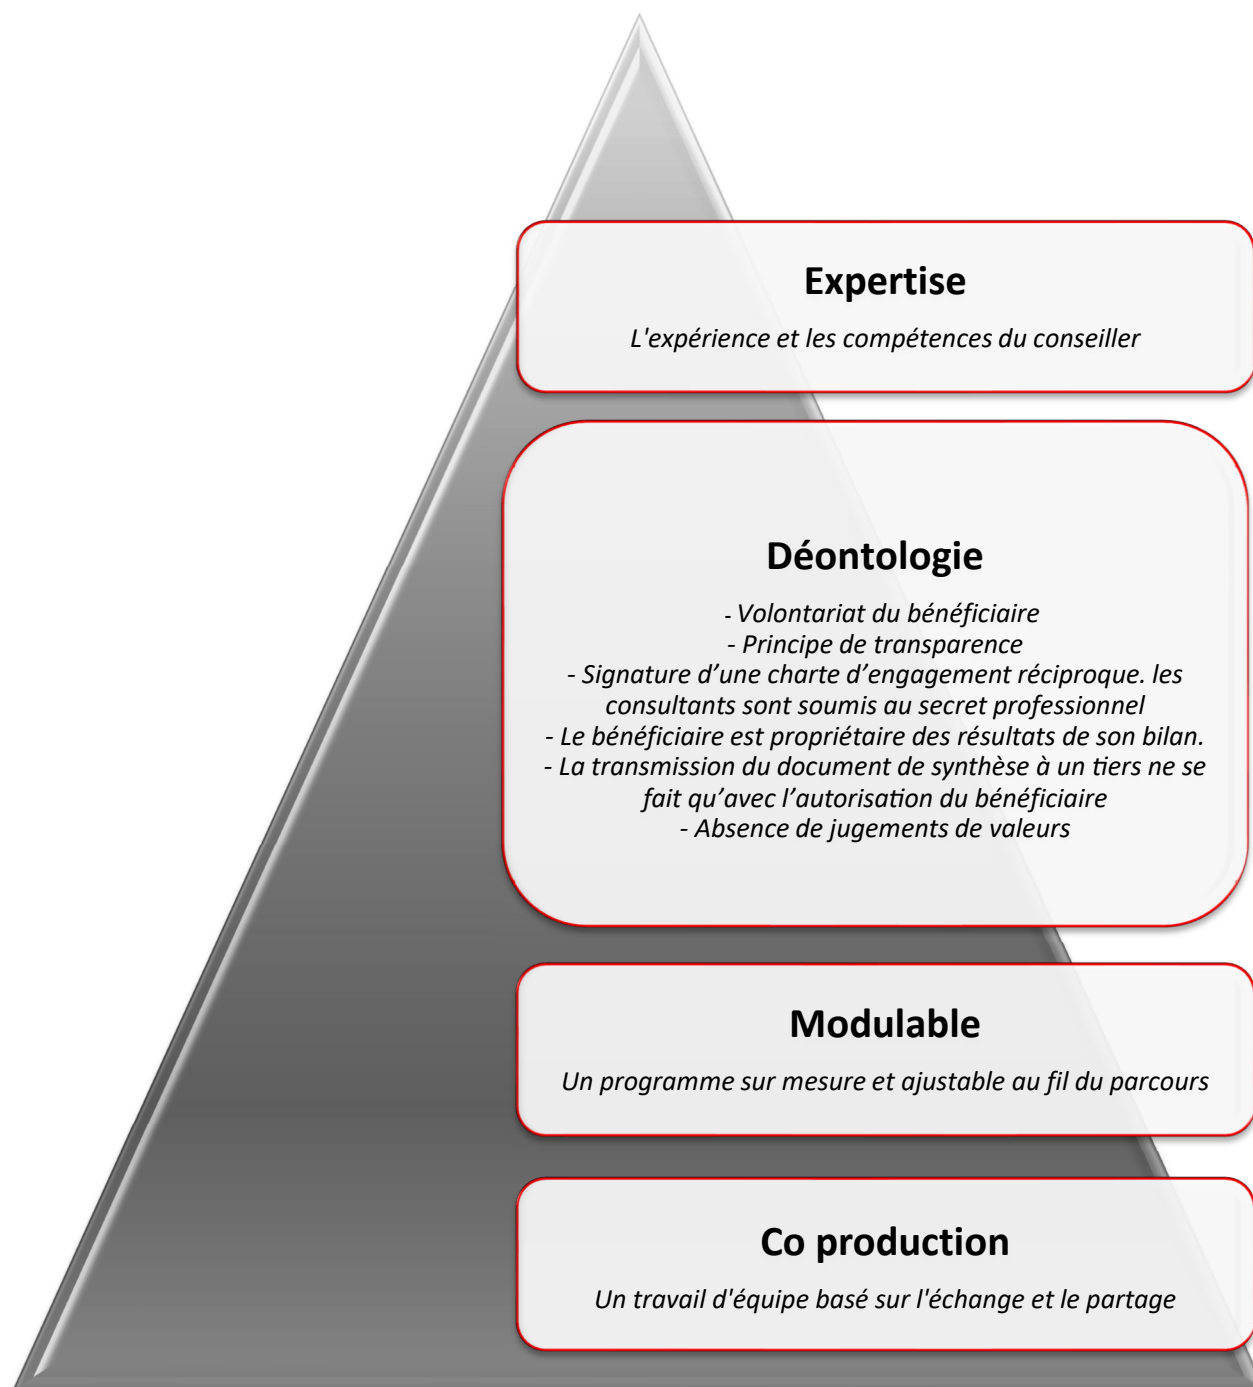 Expertise
L'expérience et les compétences du conseiller
Déontologie
- Volontariat du bénéficiaire
- Principe de transparence
- Signature d’une charte d’engagement réciproque. les
consultants sont soumis au secret professionnel
- Le bénéficiaire est propriétaire des résultats de son bilan.
- La transmission du document de synthèse à un tiers ne se
fait qu’avec l’autorisation du bénéficiaire
- Absence de jugements de valeurs
Modulable
Un programme sur mesure et ajustable au fil du parcours
Co production
Un travail d'équipe basé sur l'échange et le partage